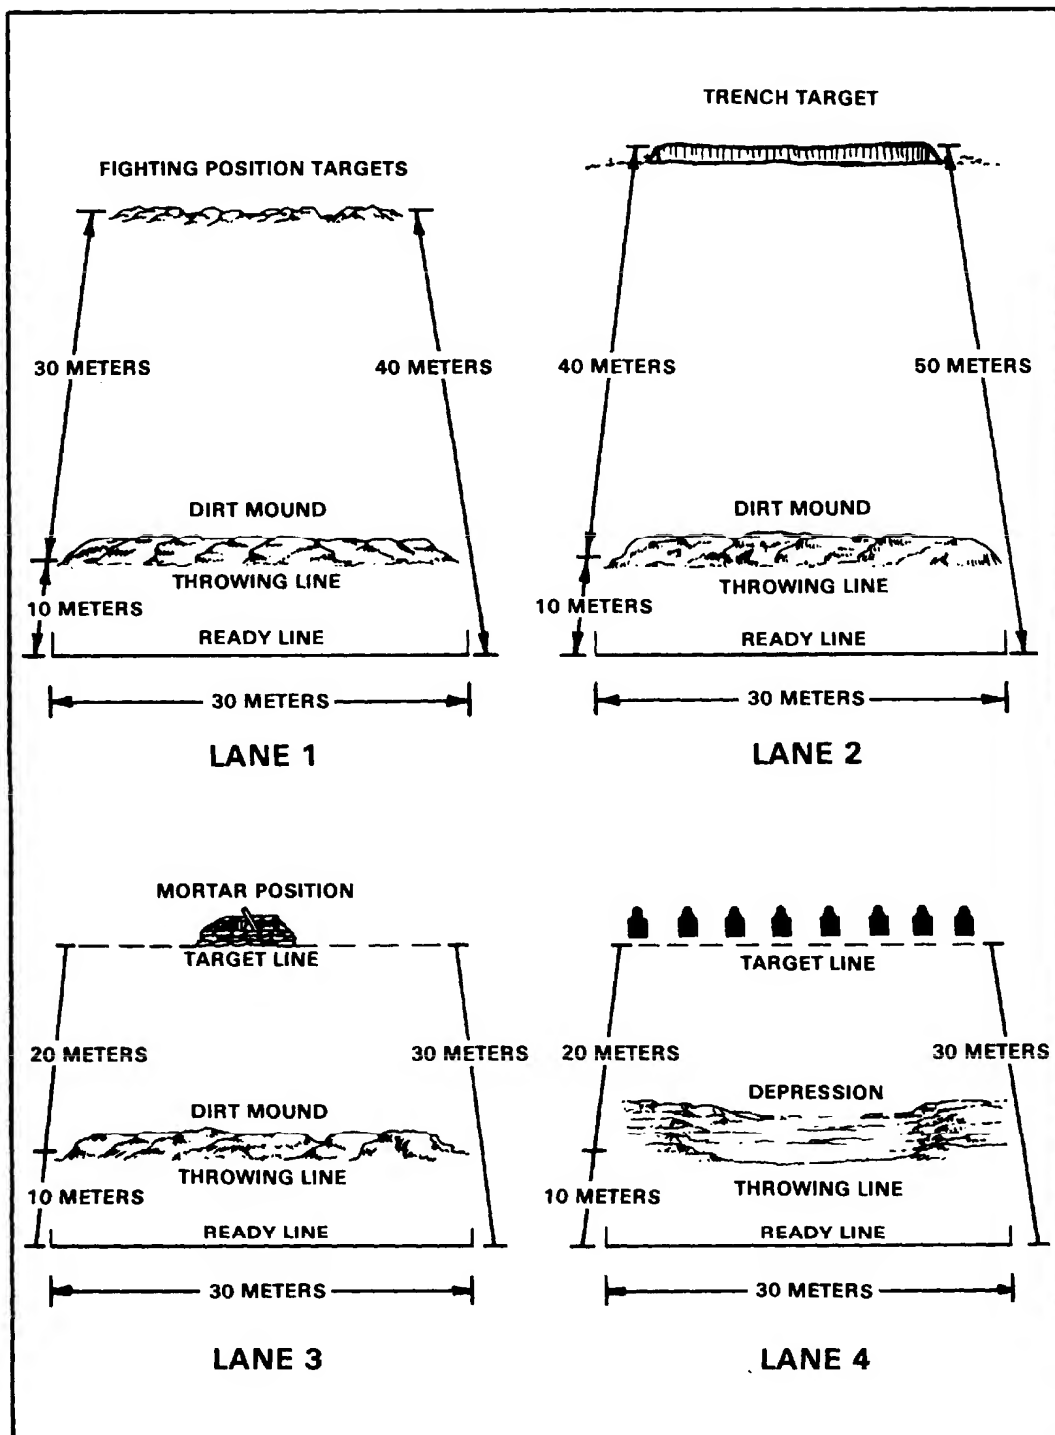 TRENCH TARGET
FIGHTING POSITION TARGETS
30 METERS
40 METERS
40 METERS
50 METERS
DIRT MOUND
DIRT MOUND
THROWING LINE
THROWING LINE
10 METERS
10 METERS
READY LINE
READY LINE
30 METERS
30 METERS
LANE 1
LANE 2
MORTAR POSITION
TARGET LINE
TARGET LINE
20 METERS
30 METERS
20 METERS
30 METERS
DIRT MOUND
DEPRESSION
THROWING LINE
THROWING LINE
10 METERS
10 METERS
READY LINE
READY LINE
30 METERS
30 METERS
LANE 3
LANE 4